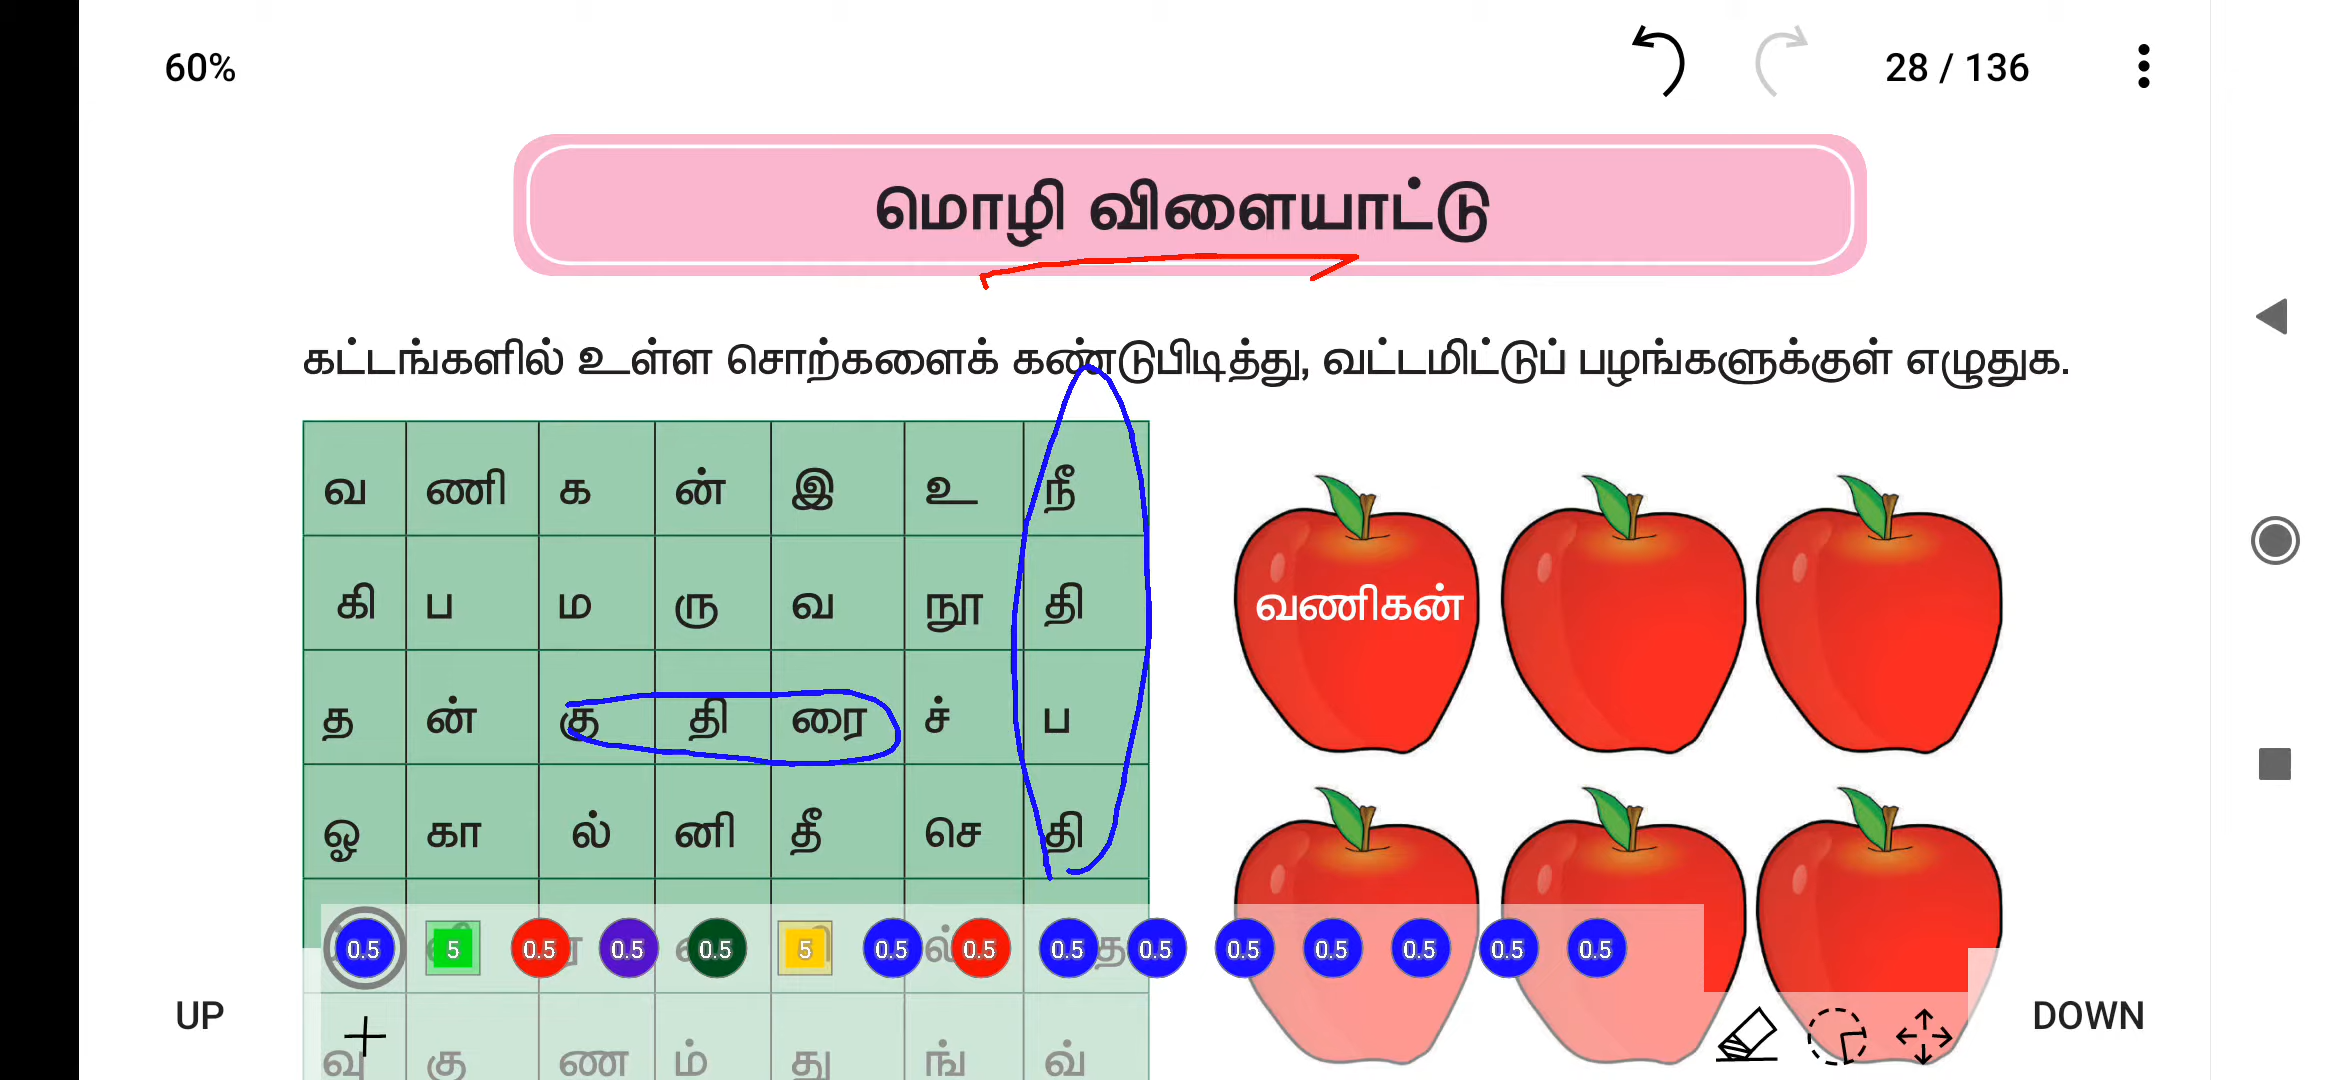 60%
28 / 136
மொழி விளையாட்டு
கட்டங்களில் உள்ள சொற்களைக் கண்டுபிடித்து, வட்டமிட்டுப் பழங்களுக்குள் எழுதுக.
வ ணி க ன் இ உ நீ
கி ப ம ரு வ நூ தி
த ன் கு தி ரை ச் ப
ஓ கா ல் னி தீ செ தி
வணிகன்
0.5 5 0.5 0.5 0.5 5 0.5 0.5 0.5 0.5 0.5 0.5 0.5 0.5 0.5
ல் த
வு கு ண ம் து ங் வ்
UP
DOWN